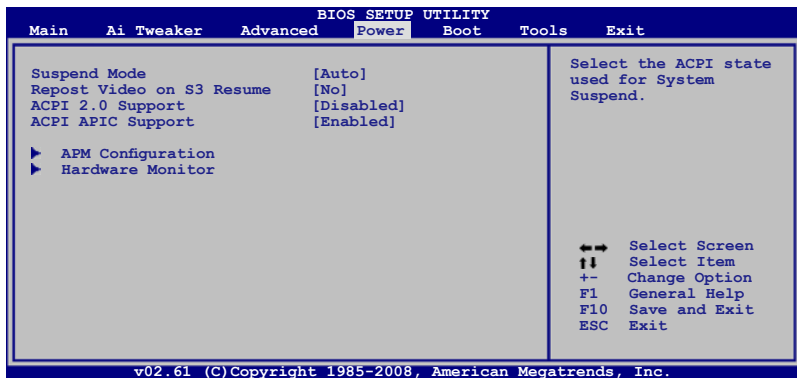 BIOS SETUP UTILITY
Main Ai Tweaker Advanced Power Boot Tools Exit
Suspend Mode [Auto]
Repost Video on S3 Resume [No]
ACPI 2.0 Support [Disabled]
ACPI APIC Support [Enabled]
APM Configuration
Hardware Monitor
Select the ACPI state
used for System
Suspend.
Select Screen
Select Item
+- Change Option
F1 General Help
F10 Save and Exit
ESC Exit
v02.61 (C)Copyright 1985-2008, American Megatrends, Inc.